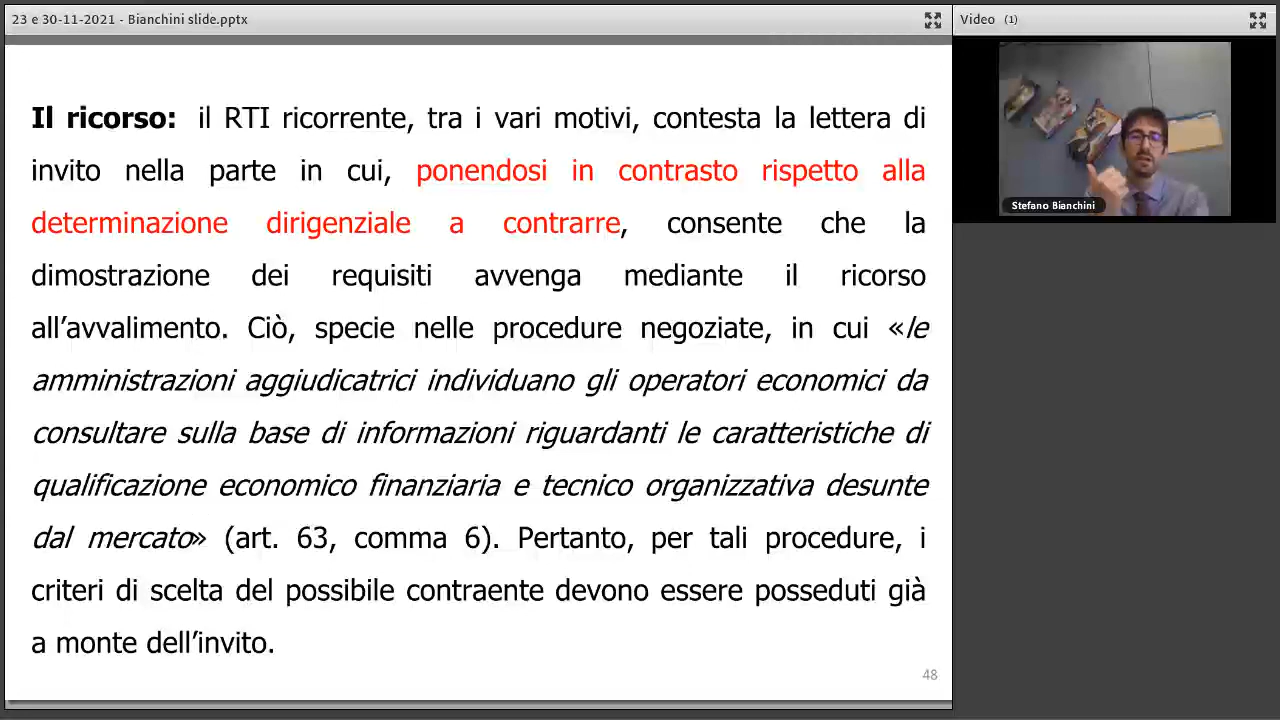 23 e 30-11-2021 - Bianchini slide.pptx
Video (1)
Il ricorso: il RTI ricorrente, tra i vari motivi, contesta la lettera di
invito nella parte in cui, ponendosi in contrasto rispetto alla
determinazione dirigenziale a contrarre, consente che la
dimostrazione dei requisiti avvenga mediante il ricorso
all’avvalimento. Ciò, specie nelle procedure negoziate, in cui «le
amministrazioni aggiudicatrici individuano gli operatori economici da
consultare sulla base di informazioni riguardanti le caratteristiche di
qualificazione economico finanziaria e tecnico organizzativa desunte
dal mercato» (art. 63, comma 6). Pertanto, per tali procedure, i
criteri di scelta del possibile contraente devono essere posseduti già
a monte dell’invito.
48
Stefano Bianchini